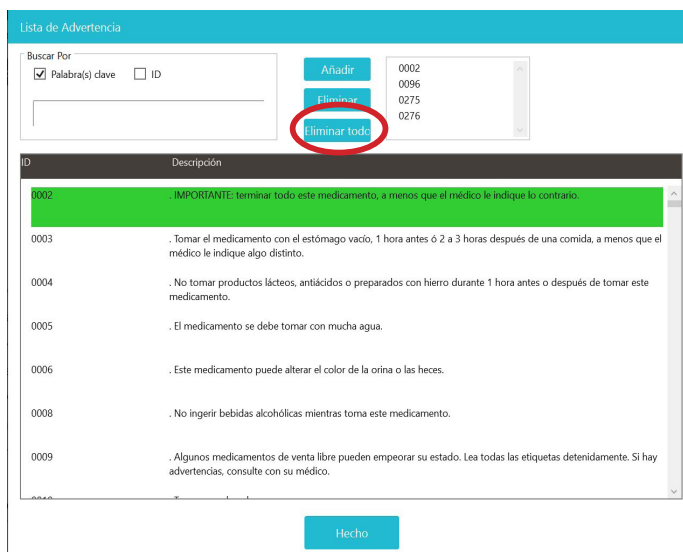 Lista de Advertencia
Buscar Por
Palabra(s) clave
ID
Añadir
Eliminar
Eliminar todo
0002
0096
0275
0276
ID Descripción
0002 . IMPORTANTE: terminar todo este medicamento, a menos que el médico le indique lo contrario.
0003 . Tomar el medicamento con el estómago vacío, 1 hora antes ó 2 a 3 horas después de una comida, a menos que el
médico le indique algo distinto.
0004 . No tomar productos lácteos, antiácidos o preparados con hierro durante 1 hora antes o después de tomar este
medicamento.
0005 . El medicamento se debe tomar con mucha agua.
0006 . Este medicamento puede alterar el color de la orina o las heces.
0008 . No ingerir bebidas alcohólicas mientras toma este medicamento.
0009 . Algunos medicamentos de venta libre pueden empeorar su estado. Lea todas las etiquetas detenidamente. Si hay
advertencias, consulte con su médico.
Hecho